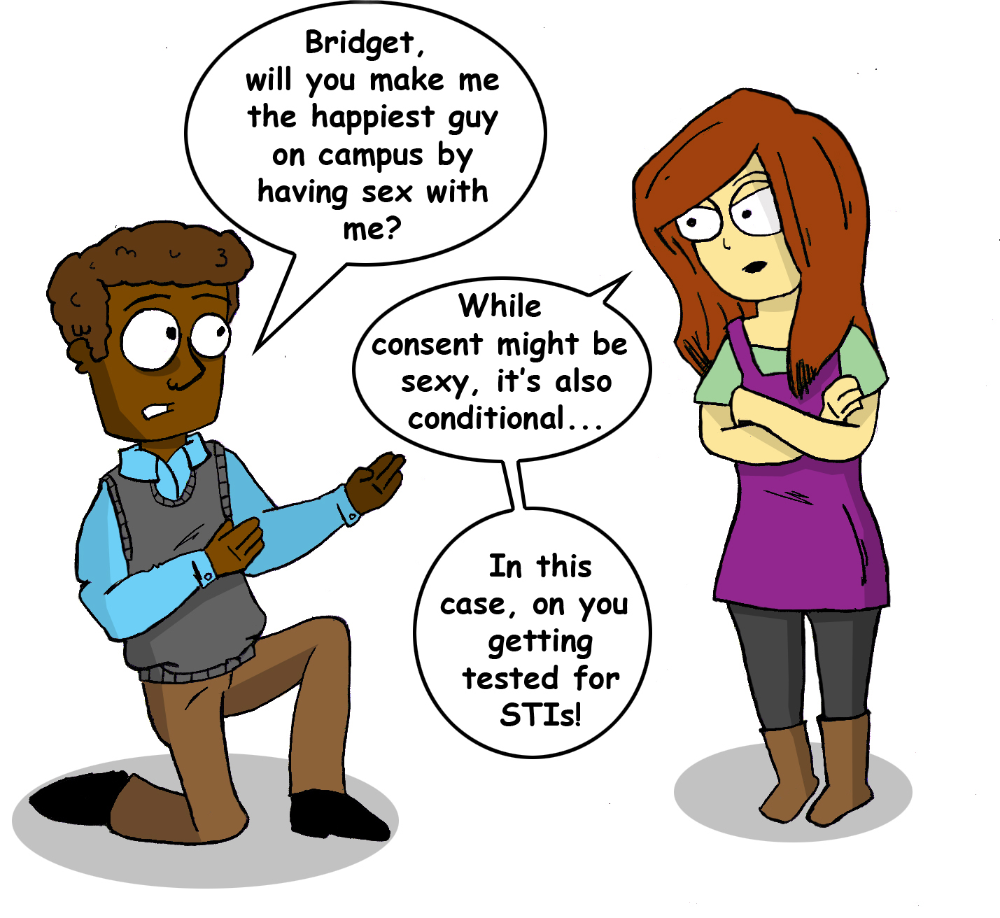 Bridget,
will you make me
the happiest guy
on campus by
having sex with
me?
While
consent might be
sexy, it's also
conditional...
In this
case, on you
getting
tested for
STIs!